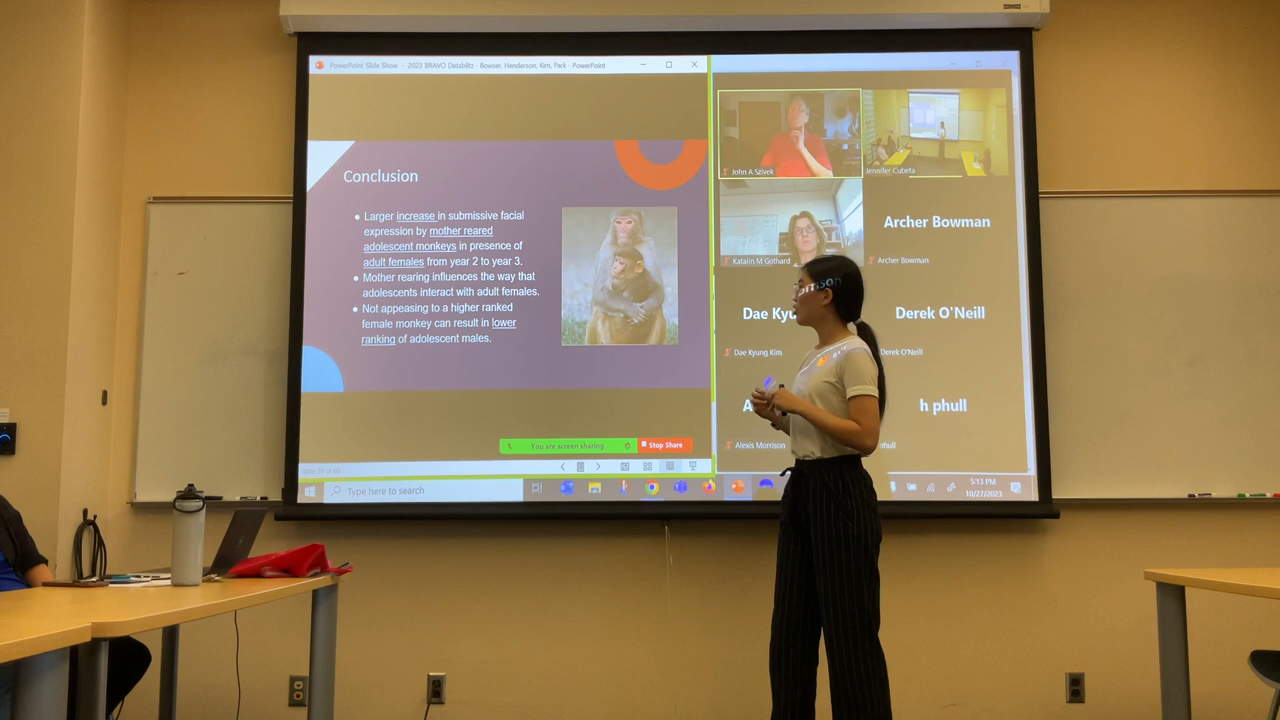 PowerPoint Slide Show - 2023 BRAVO Datablitz - Bowser, Henderson, Kim, Park - PowerPoint
Conclusion
● Larger increase in submissive facial
expression by mother reared
adolescent monkeys in presence of
adult females from year 2 to year 3.
● Mother rearing influences the way that
adolescents interact with adult females.
● Not appeasing to a higher ranked
female monkey can result in lower
ranking of adolescent males.
You are screen sharing
Stop Share
Type here to search
John A Szivek
Jennifer Cubeta
Katalin M Gothard
Archer Bowman
Archer Bowman
Dae Kyu
Derek O'Neill
Dae Kyung Kim
Derek O'Neill
A
h phull
Alexis Morrison
phull
5:13 PM
10/27/2023